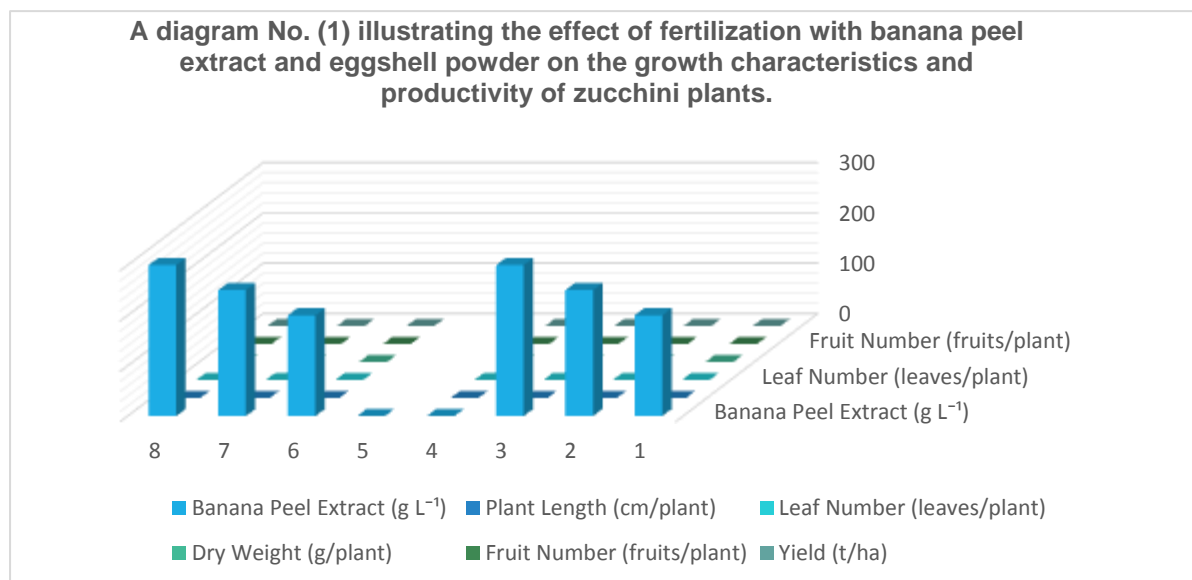 A diagram No. (1) illustrating the effect of fertilization with banana peel
extract and eggshell powder on the growth characteristics and
productivity of zucchini plants.
300
200
100
0
Fruit Number (fruits/plant)
Leaf Number (leaves/plant)
Banana Peel Extract (g L⁻¹)
8 7 6 5 4 3 2 1
Banana Peel Extract (g L⁻¹) Plant Length (cm/plant) Leaf Number (leaves/plant)
Dry Weight (g/plant) Fruit Number (fruits/plant) Yield (t/ha)